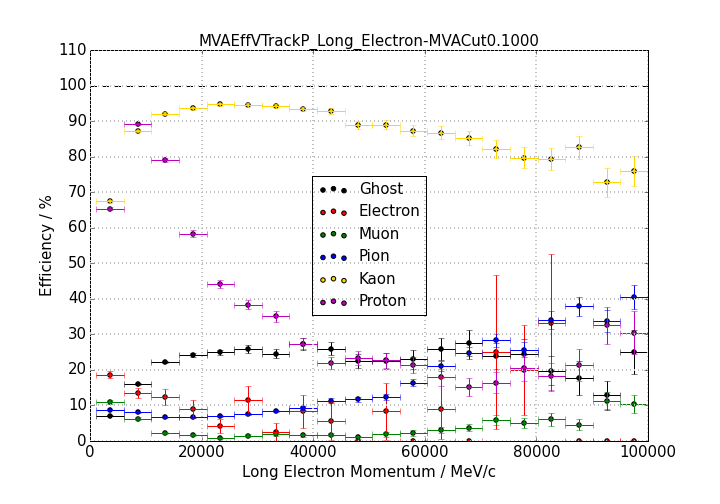 MVAEffVTrackP_Long_Electron-MVACut0.1000
110
100
90
80
70
60
50
40
30
20
10
0
Efficiency / %
Ghost
Electron
Muon
Pion
Kaon
Proton
0 20000 40000 60000 80000 100000
Long Electron Momentum / MeV/c